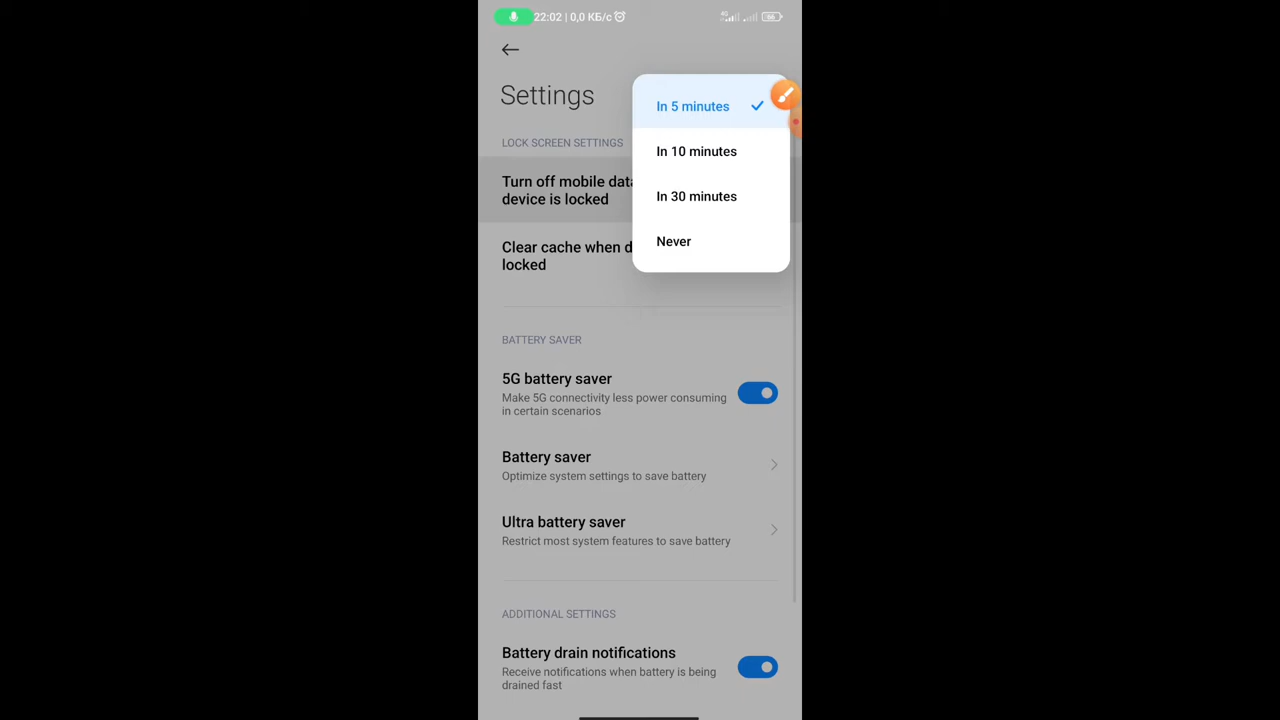 22:02 | 0,0 КБ/с
Settings
LOCK SCREEN SETTINGS
Turn off mobile data
device is locked
Clear cache when d
locked
In 5 minutes
In 10 minutes
In 30 minutes
Never
BATTERY SAVER
5G battery saver
Make 5G connectivity less power consuming
in certain scenarios
Battery saver
Optimize system settings to save battery
Ultra battery saver
Restrict most system features to save battery
ADDITIONAL SETTINGS
Battery drain notifications
Receive notifications when battery is being
drained fast